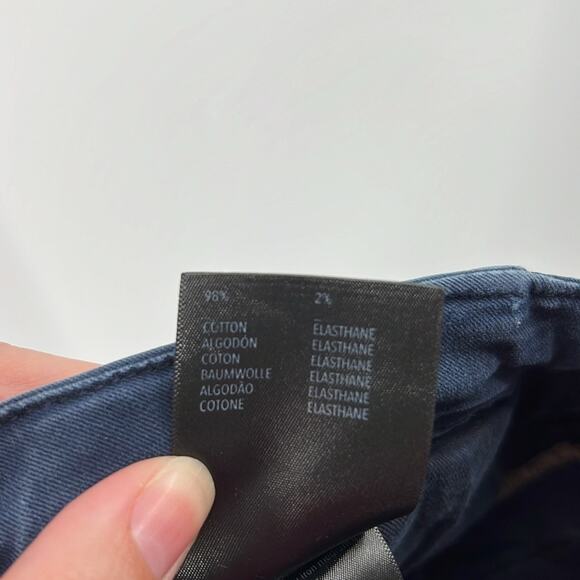 98% 2%
COTTON ELASTHANE
ALGODÓN ELASTHANE
COTON ELASTHANE
BAUMWOLLE ELASTHANE
ALGODÃO ELASTHANE
COTONE ELASTHANE